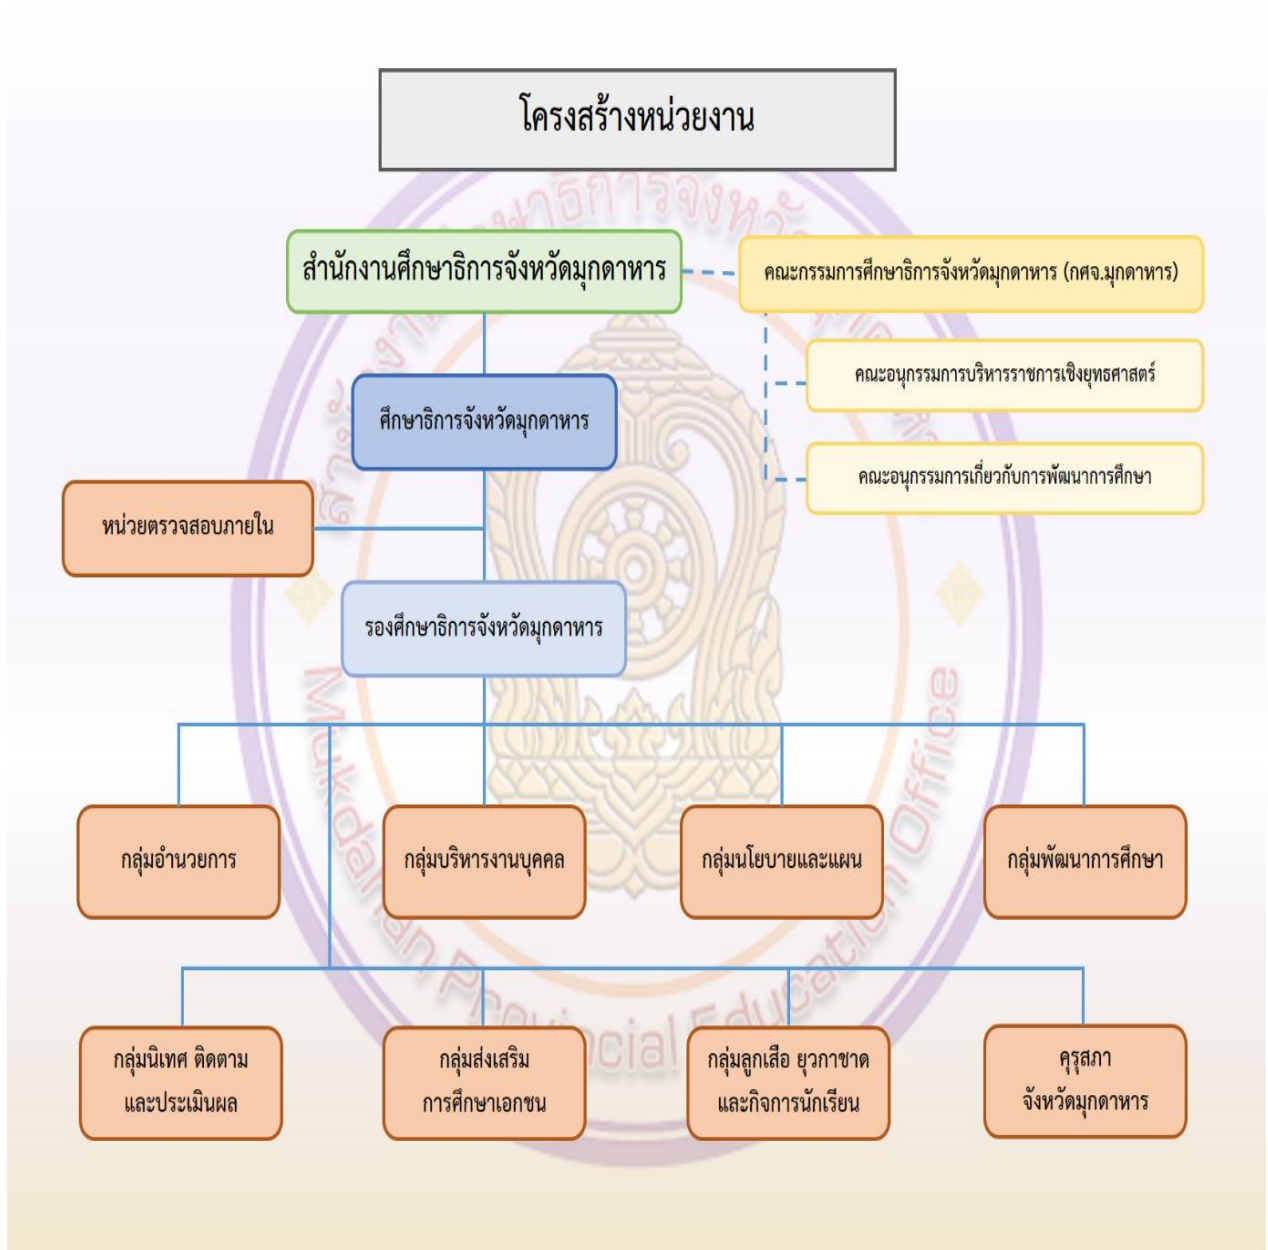 โครงสร้างหน่วยงาน
สำนักงานศึกษาธิการจังหวัดมุกดาหาร
คณะกรรมการศึกษาธิการจังหวัดมุกดาหาร (กศจ.มุกดาหาร)
คณะอนุกรรมการบริหารราชการเชิงยุทธศาสตร์
ศึกษาธิการจังหวัดมุกดาหาร
คณะอนุกรรมการเกี่ยวกับการพัฒนาการศึกษา
หน่วยตรวจสอบภายใน
รองศึกษาธิการจังหวัดมุกดาหาร
กลุ่มอำนวยการ
กลุ่มบริหารงานบุคคล
กลุ่มนโยบายและแผน
กลุ่มพัฒนาการศึกษา
กลุ่มนิเทศ ติดตาม
และประเมินผล
กลุ่มส่งเสริม
การศึกษาเอกชน
กลุ่มลูกเสือ ยุวกาชาด
และกิจการนักเรียน
คุรุสภา
จังหวัดมุกดาหาร
Mukdahan Provincial Education Office